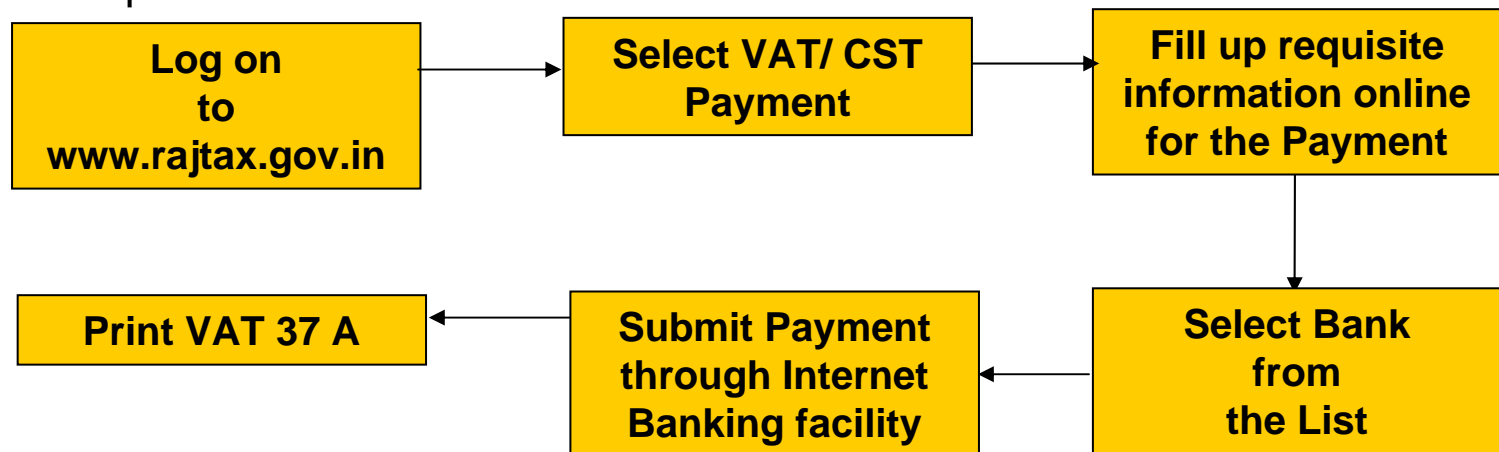 Log on
to
www.rajtax.gov.in
Select VAT/ CST
Payment
Fill up requisite
information online
for the Payment
Select Bank
from
the List
Submit Payment
through Internet
Banking facility
Print VAT 37 A